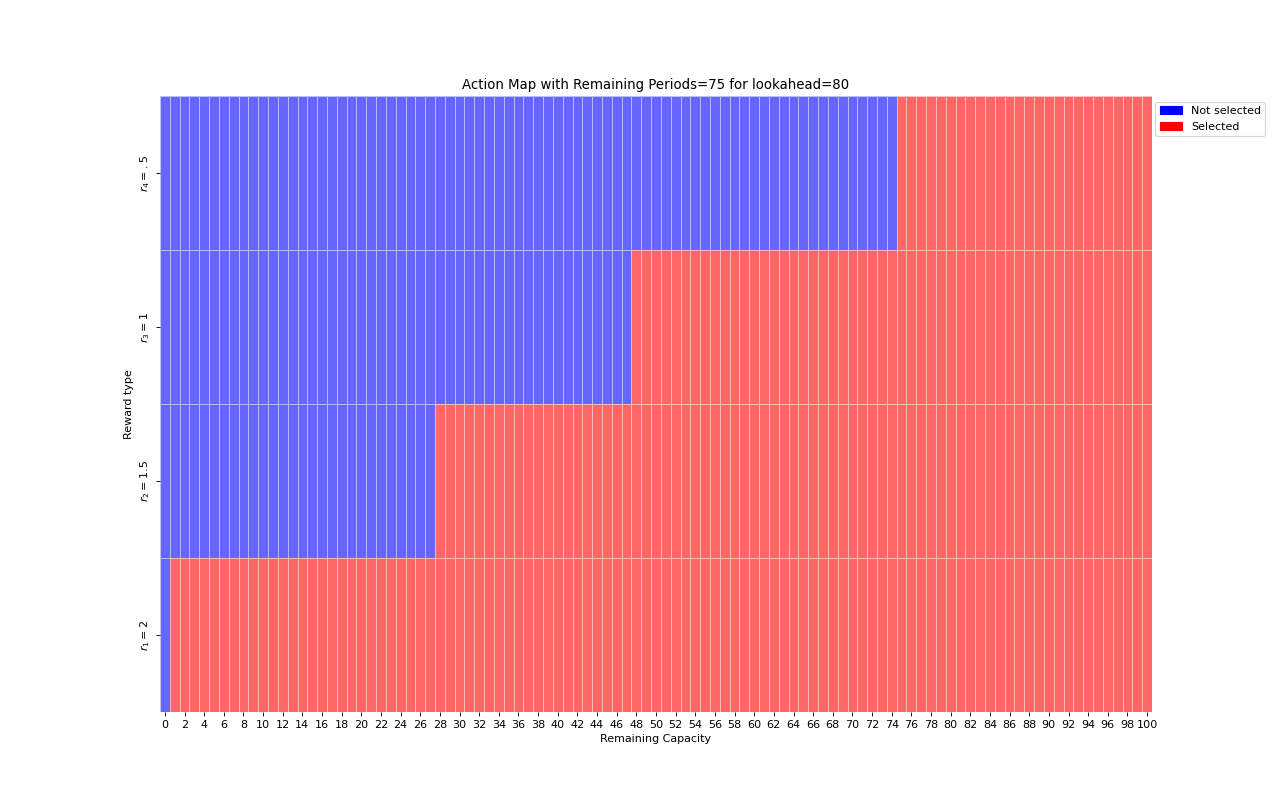 Action Map with Remaining Periods=75 for lookahead=80
Not selected
Selected
Reward type
r₄ = .5
r₃ = 1
r₂ = 1.5
r₁ = 2
0 2 4 6 8 10 12 14 16 18 20 22 24 26 28 30 32 34 36 38 40 42 44 46 48 50 52 54 56 58 60 62 64 66 68 70 72 74 76 78 80 82 84 86 88 90 92 94 96 98 100
Remaining Capacity